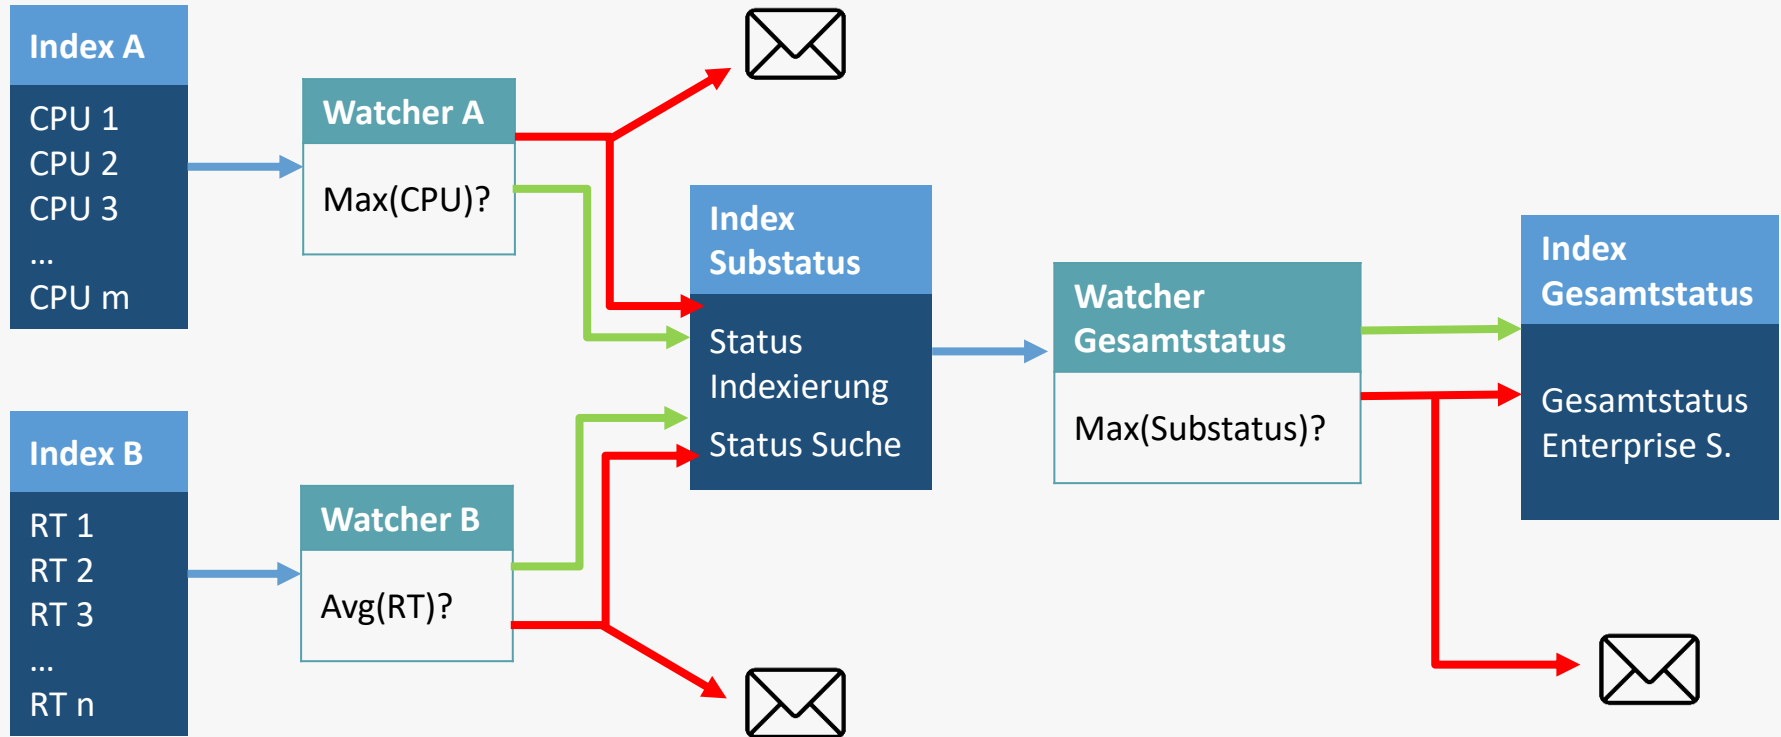 Index A
CPU 1
CPU 2
CPU 3
...
CPU m
Watcher A
Max(CPU)?
Index B
RT 1
RT 2
RT 3
...
RT n
Watcher B
Avg(RT)?
Index
Substatus
Status
Indexierung
Status Suche
Watcher
Gesamtstatus
Max(Substatus)?
Index
Gesamtstatus
Gesamtstatus
Enterprise S.